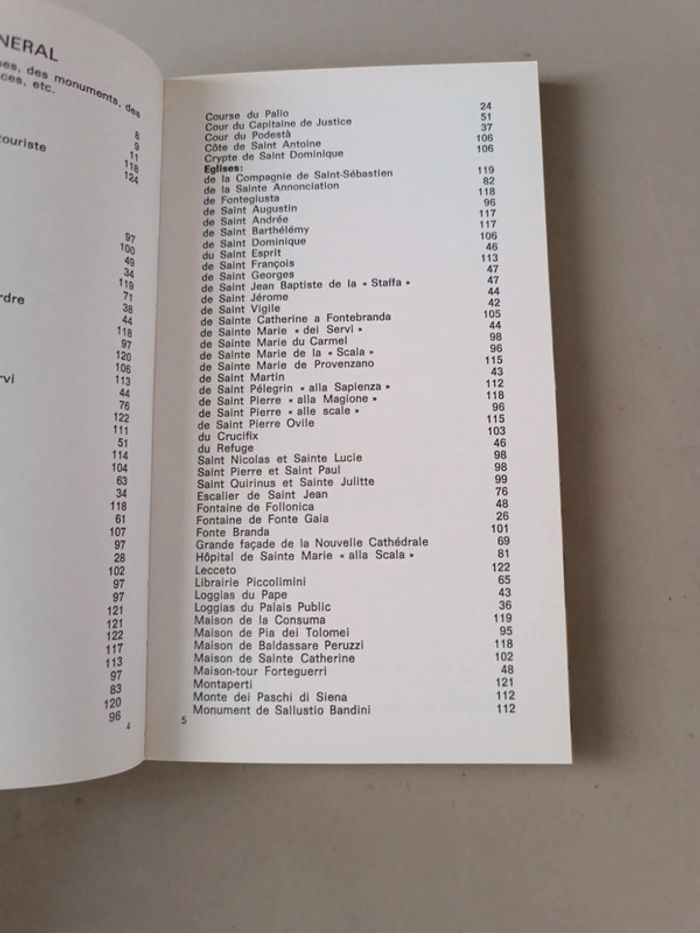 NERAL
es, des monuments, des
ces, etc.
8
9
ouriste 11
118
124
97
100
49
34
119
rdre 71
38
44
118
97
120
106
rvi 113
44
76
122
111
51
114
104
63
34
118
61
107
97
28
102
97
97
121
121
122
117
113
97
83
120
96
4
Course du Palio 24
Cour du Capitaine de Justice 51
Cour du Podestà 37
Côte de Saint Antoine 106
Crypte de Saint Dominique 106
Eglises:
de la Compagnie de Saint-Sébastien 119
de la Sainte Annonciation 82
de Fontegiusta 118
de Saint Augustin 96
de Saint Andrée 117
de Saint Barthélémy 117
de Saint Dominique 106
du Saint Esprit 46
de Saint François 113
de Saint Georges 47
de Saint Jean Baptiste de la « Staffa » 47
de Saint Jérome 44
de Saint Vigile 42
de Sainte Catherine a Fontebranda 105
de Sainte Marie « dei Servi » 44
de Sainte Marie du Carmel 98
de Sainte Marie de la « Scala » 96
de Sainte Marie de Provenzano 115
de Saint Martin 43
de Saint Pélegrin « alla Sapienza » 112
de Saint Pierre « alla Magione » 118
de Saint Pierre « alle scale » 96
de Saint Pierre Ovile 115
du Crucifix 103
du Refuge 46
Saint Nicolas et Sainte Lucie 98
Saint Pierre et Saint Paul 98
Saint Quirinus et Sainte Julitte 99
Escalier de Saint Jean 76
Fontaine de Follonica 48
Fontaine de Fonte Gaia 26
Fonte Branda 101
Grande façade de la Nouvelle Cathédrale 69
Hôpital de Sainte Marie « alla Scala » 81
Lecceto 122
Librairie Piccolimini 65
Loggias du Pape 43
Loggias du Palais Public 36
Maison de la Consuma 119
Maison de Pia dei Tolomei 95
Maison de Baldassare Peruzzi 118
Maison de Sainte Catherine 102
Maison-tour Forteguerri 48
Montaperti 121
Monte dei Paschi di Siena 112
Monument de Sallustio Bandini 112
5